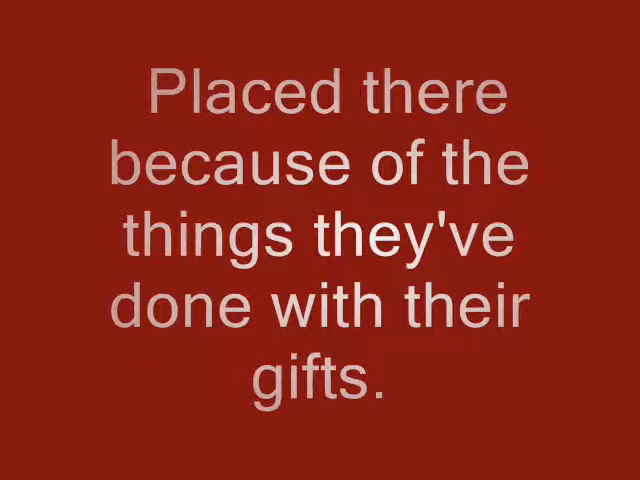 Placed there
because of the
things they've
done with their
gifts.